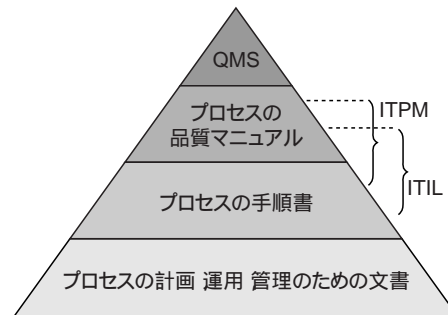 QMS
プロセスの
品質マニュアル
ITPM
ITIL
プロセスの手順書
プロセスの計画 運用 管理のための文書